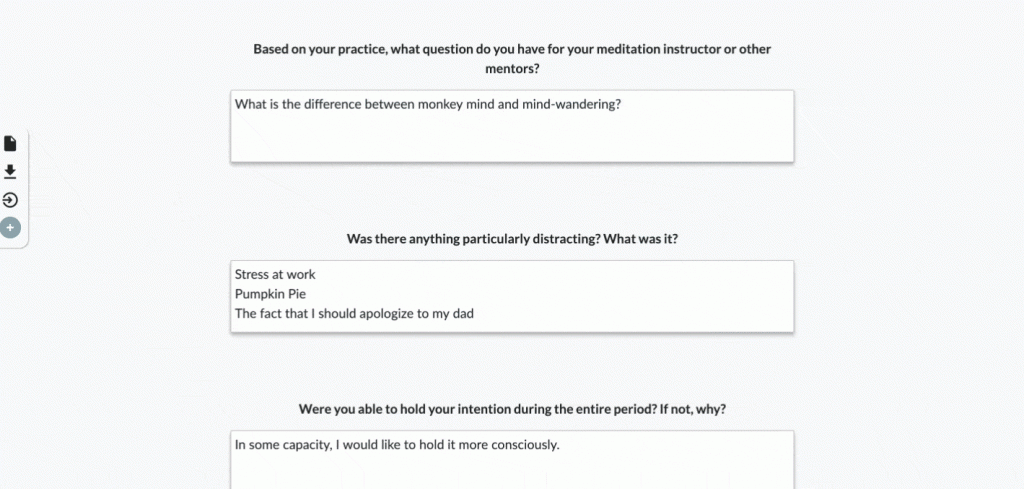 Based on your practice, what question do you have for your meditation instructor or other
mentors?
What is the difference between monkey mind and mind-wandering?
Was there anything particularly distracting? What was it?
Stress at work
Pumpkin Pie
The fact that I should apologize to my dad
Were you able to hold your intention during the entire period? If not, why?
In some capacity, I would like to hold it more consciously.